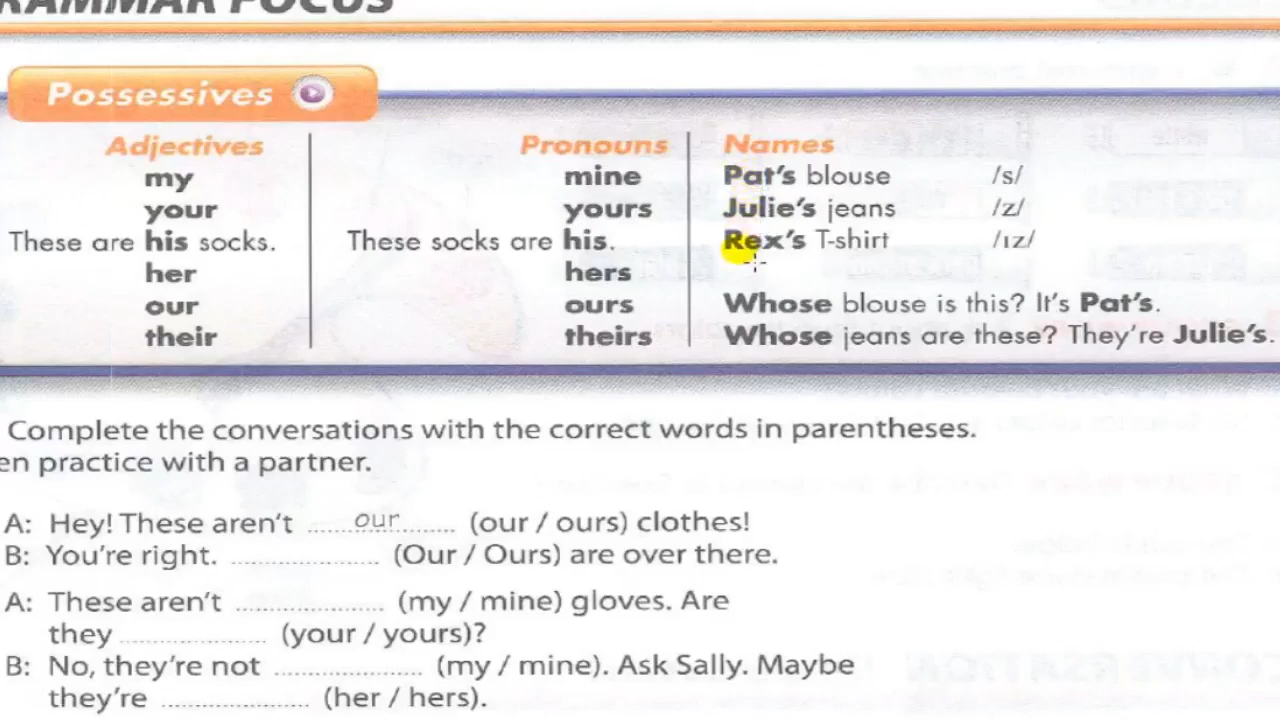 GRAMMAR FOCUS
Possessives
Adjectives Pronouns Names
my mine Pat's blouse /s/
your yours Julie's jeans /z/
These are his socks. These socks are his. Rex's T-shirt /ɪz/
her hers
our ours Whose blouse is this? It's Pat's.
their theirs Whose jeans are these? They're Julie's.
Complete the conversations with the correct words in parentheses.
en practice with a partner.
A: Hey! These aren't our (our / ours) clothes!
B: You're right. (Our / Ours) are over there.
A: These aren't (my / mine) gloves. Are
they (your / yours)?
B: No, they're not (my / mine). Ask Sally. Maybe
they're (her / hers).